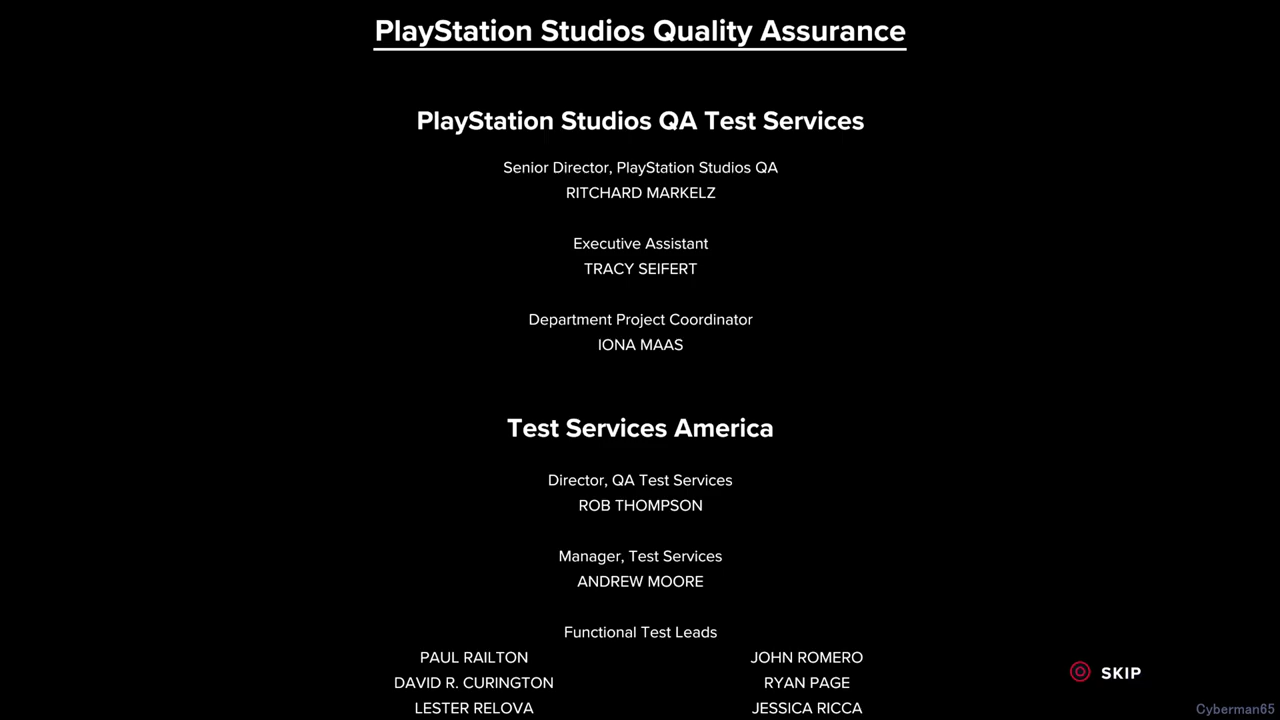 PlayStation Studios Quality Assurance
PlayStation Studios QA Test Services
Senior Director, PlayStation Studios QA
RITCHARD MARKELZ
Executive Assistant
TRACY SEIFERT
Department Project Coordinator
IONA MAAS
Test Services America
Director, QA Test Services
ROB THOMPSON
Manager, Test Services
ANDREW MOORE
Functional Test Leads
PAUL RAILTON JOHN ROMERO
DAVID R. CURINGTON RYAN PAGE
LESTER RELOVA JESSICA RICCA
SKIP
Cyberman65